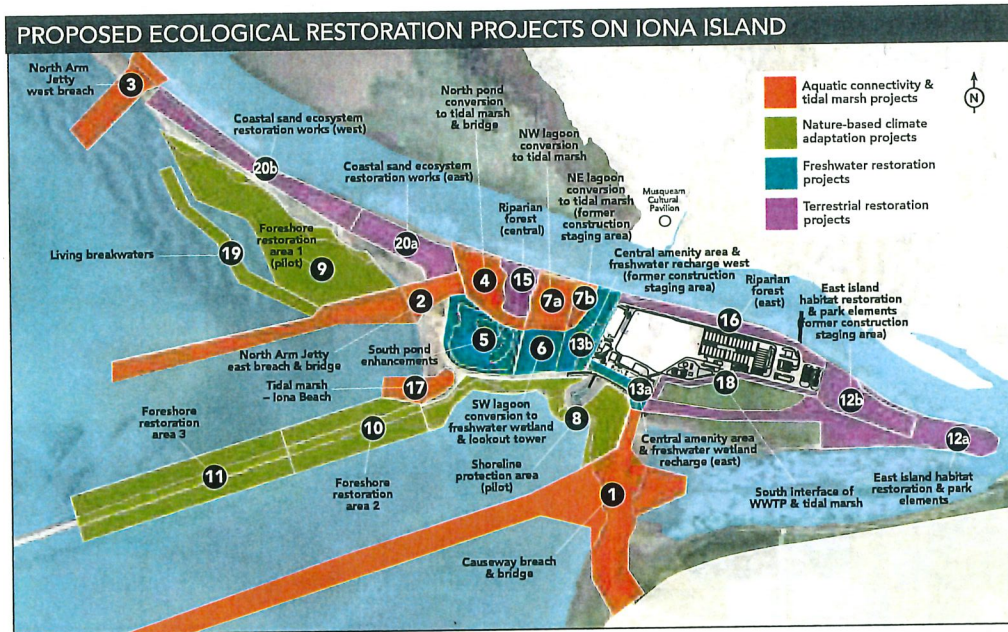 PROPOSED ECOLOGICAL RESTORATION PROJECTS ON IONA ISLAND
North Arm
Jetty
west breach
3
Coastal sand ecosystem
restoration works (west)
20b
Coastal sand ecosystem
restoration works (east)
20a
North pond
conversion
to tidal marsh
& bridge
NW lagoon
conversion
to tidal marsh
NE lagoon
conversion
to tidal marsh
(former
construction
staging area)
Riparian
forest
(central)
Musqueam
Cultural
Pavilion
Aquatic connectivity &
tidal marsh projects
Nature-based climate
adaptation projects
Freshwater restoration
projects
Terrestrial restoration
projects
N
Central amenity area &
freshwater recharge west
(former construction
staging area)
Riparian
forest
(east)
East island
habitat restoration
& park elements
(former construction
staging area)
Living breakwaters
19
Foreshore
restoration
area 1
(pilot)
9
2
4
15
7a
7b
16
5
6
13b
North Arm Jetty
east breach & bridge
South pond
enhancements
Tidal marsh
– Iona Beach
17
18
13a
12b
12a
Foreshore
restoration
area 3
11
10
Foreshore
restoration
area 2
SW lagoon
conversion to
freshwater wetland
& lookout tower
8
Shoreline
protection area
(pilot)
Central amenity area
& freshwater wetland
recharge (east)
South interface of
WWTP & tidal marsh
East island habitat
restoration & park
elements
1
Causeway breach
& bridge